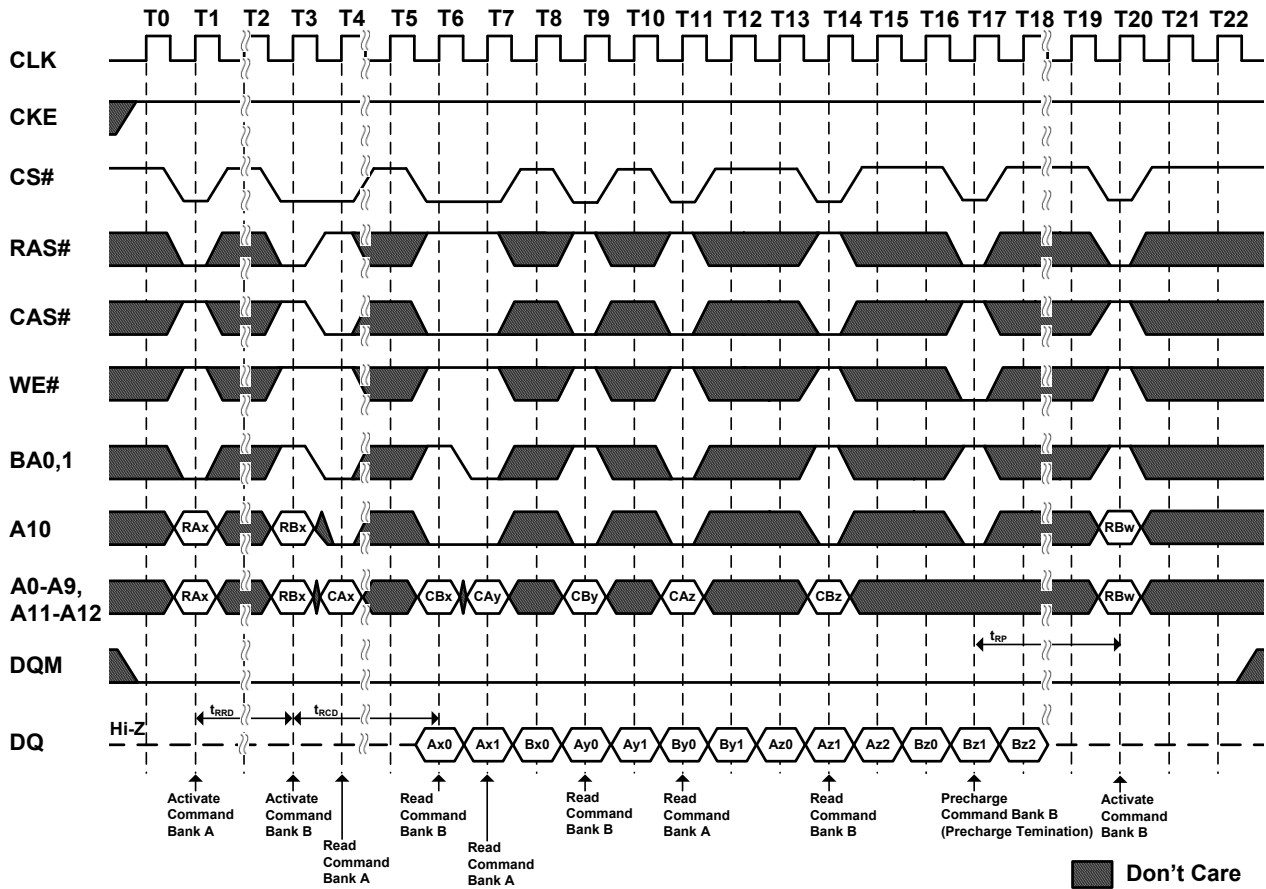 T0 T1 T2 T3 T4 T5 T6 T7 T8 T9 T10 T11 T12 T13 T14 T15 T16 T17 T18 T19 T20 T21 T22
CLK
CKE
CS#
RAS#
CAS#
WE#
BA0,1
A10
RAx RBx RBw
A0-A9,
A11-A12
RAx RBx CAx CBx CAy CBy CAz CBz RBw
tRP
DQM
tRRD tRCD
Hi-Z
DQ
Ax0 Ax1 Bx0 Ay0 Ay1 By0 By1 Az0 Az1 Az2 Bz0 Bz1 Bz2
Activate
Command
Bank A
Activate
Command
Bank B
Read
Command
Bank A
Read
Command
Bank B
Read
Command
Bank A
Read
Command
Bank B
Read
Command
Bank A
Read
Command
Bank B
Precharge
Command Bank B
(Precharge Temination)
Activate
Command
Bank B
Don't Care